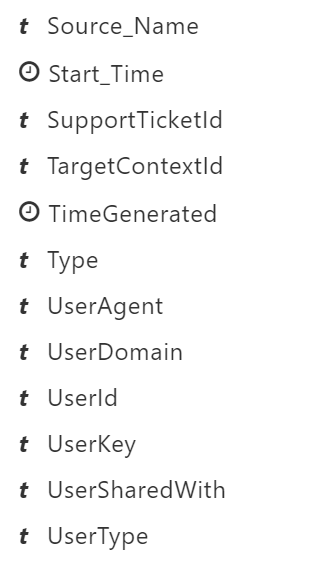 t Source_Name
Start_Time
t SupportTicketId
t TargetContextId
TimeGenerated
t Type
t UserAgent
t UserDomain
t UserId
t UserKey
t UserSharedWith
t UserType